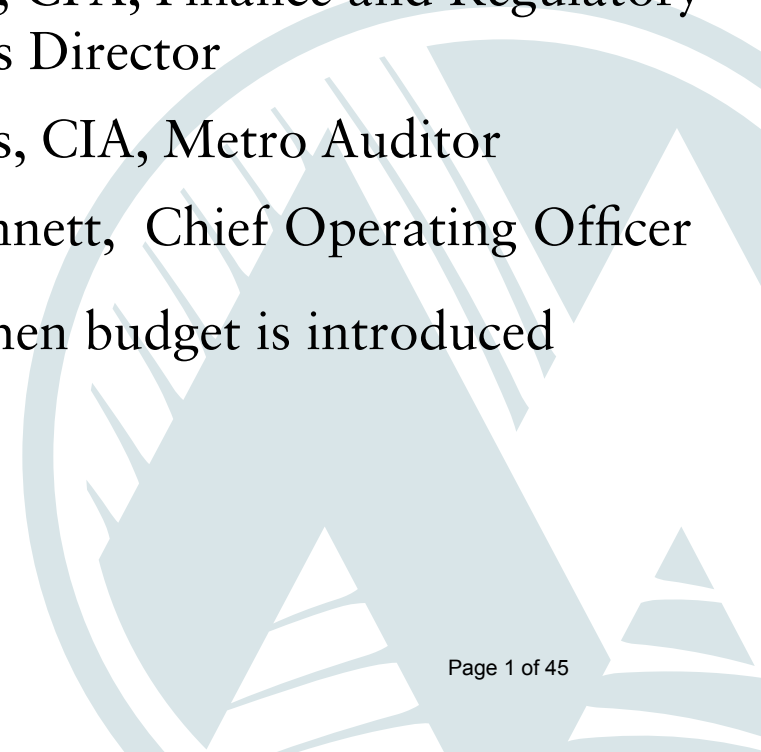 , CPA, Finance and Regulatory
s Director
s, CIA, Metro Auditor
nnett, Chief Operating Officer
hen budget is introduced
Page 1 of 45